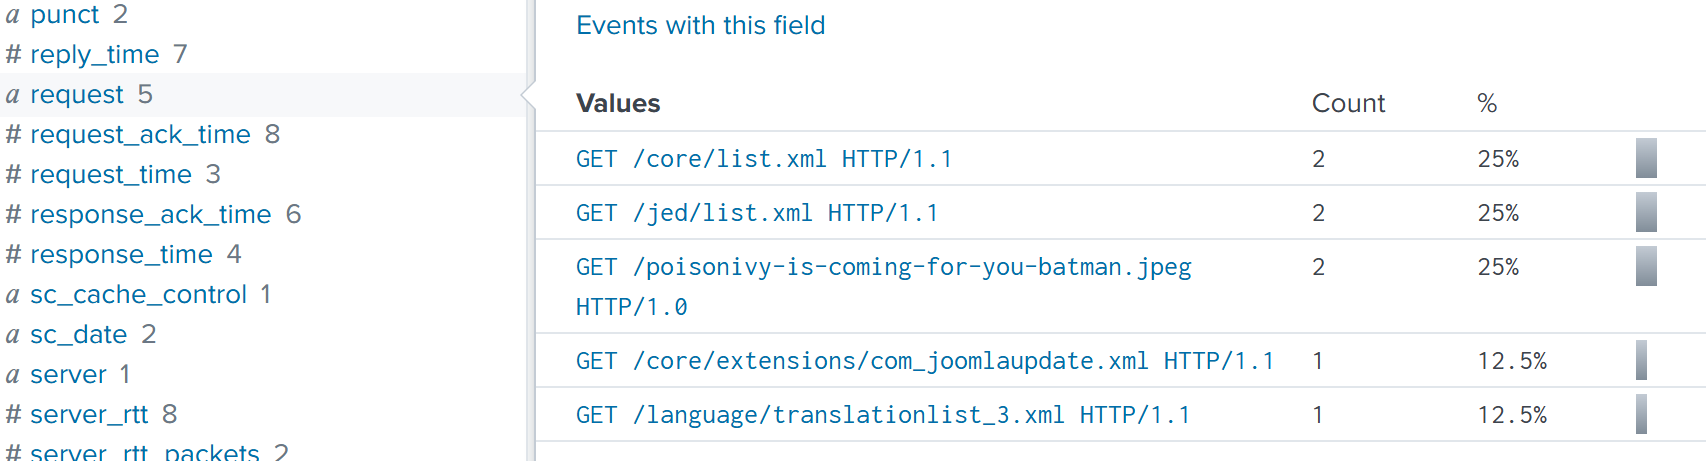 a punct 2
# reply_time 7
a request 5
# request_ack_time 8
# request_time 3
# response_ack_time 6
# response_time 4
a sc_cache_control 1
a sc_date 2
a server 1
# server_rtt 8
# server_rtt_packets 2
Events with this field
Values Count %
GET /core/list.xml HTTP/1.1 2 25%
GET /jed/list.xml HTTP/1.1 2 25%
GET /poisonivy-is-coming-for-you-batman.jpeg 2 25%
HTTP/1.0
GET /core/extensions/com_joomlaupdate.xml HTTP/1.1 1 12.5%
GET /language/translationlist_3.xml HTTP/1.1 1 12.5%